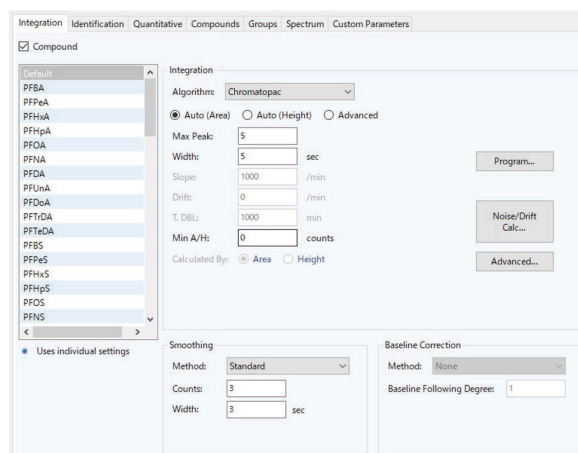 Integration Identification Quantitative Compounds Groups Spectrum Custom Parameters
Compound
Default
PFBA
PFPeA
PFHxA
PFHpA
PFOA
PFNA
PFDA
PFUnA
PFDoA
PFTrDA
PFTeDA
PFBS
PFPeS
PFHxS
PFHpS
PFOS
PFNS
Uses individual settings
Integration
Algorithm: Chromatopac
Auto (Area) Auto (Height) Advanced
Max Peak: 5
Width: 5 sec
Slope: 1000 /min
Drift: 0 /min
T. DBL: 1000 min
Min A/H: 0 counts
Calculated By: Area Height
Program...
Noise/Drift
Calc...
Advanced...
Smoothing
Method: Standard
Counts: 3
Width: 3 sec
Baseline Correction
Method: None
Baseline Following Degree: 1